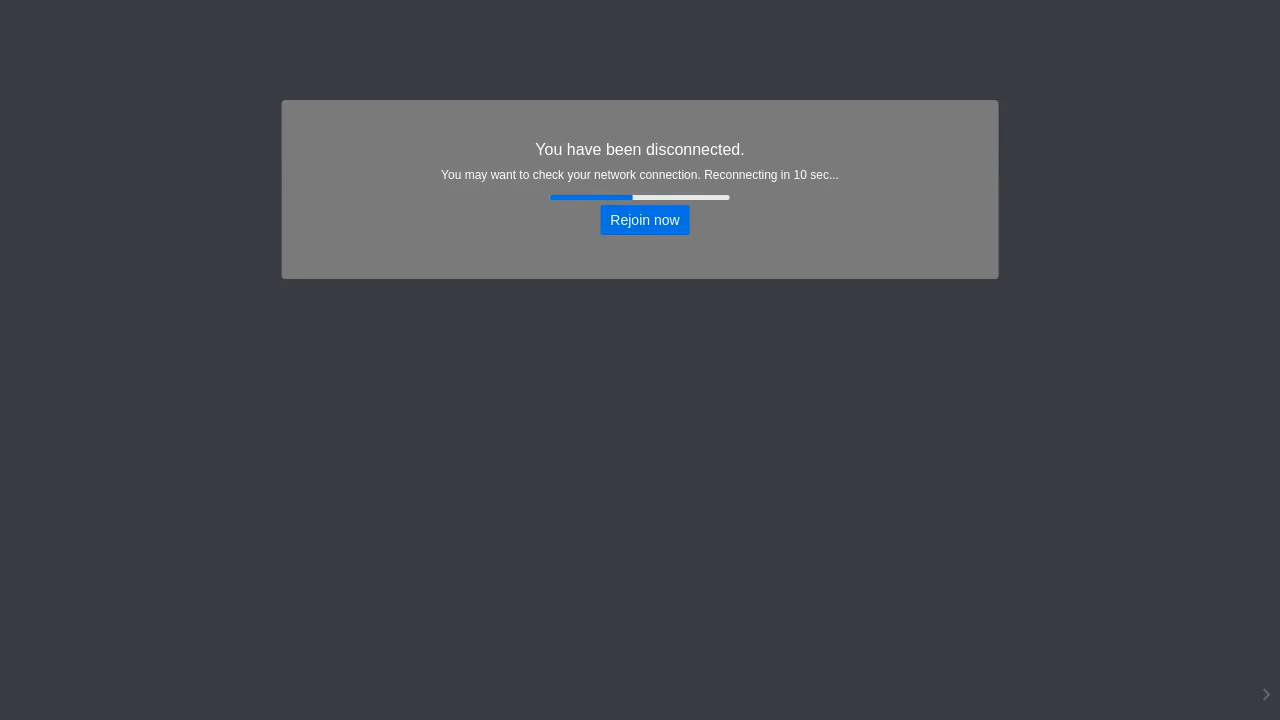 You have been disconnected.
You may want to check your network connection. Reconnecting in 10 sec...
Rejoin now